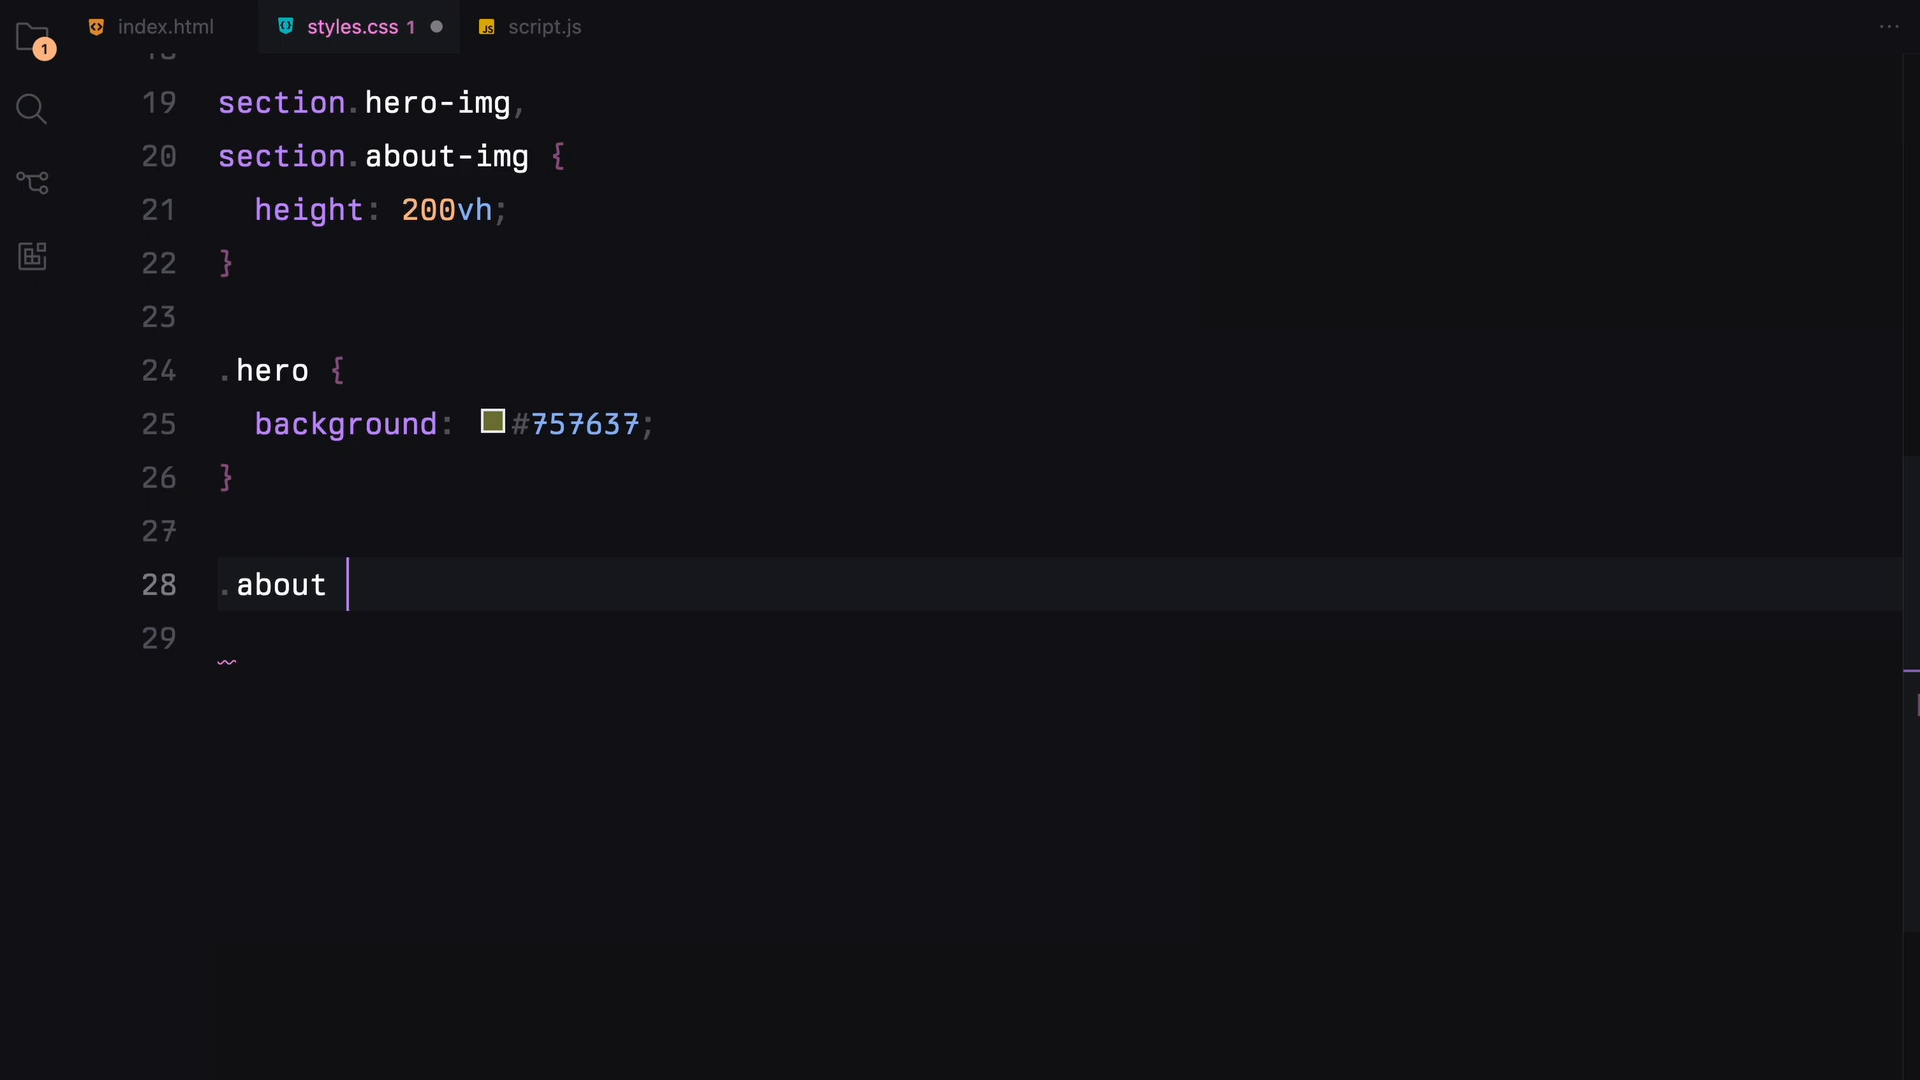 index.html styles.css 1 script.js ...
1
19 section.hero-img,
20 section.about-img {
21 height: 200vh;
22 }
23
24 .hero {
25 background: #757637;
26 }
27
28 .about
29